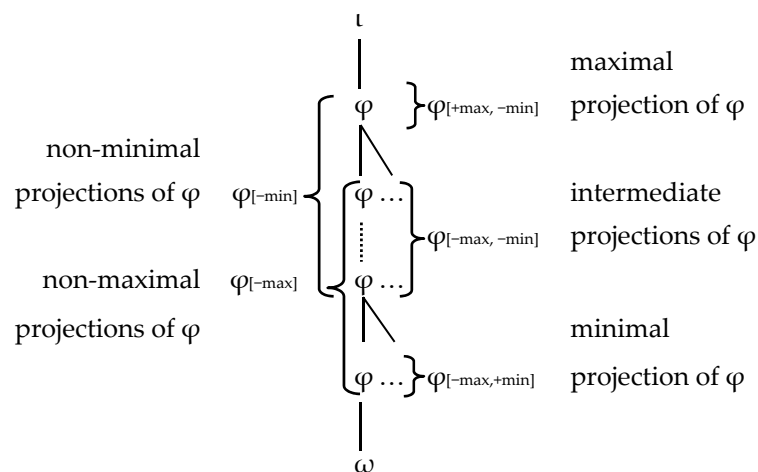 ι
maximal
φ φ[+max, −min] projection of φ
non-minimal
projections of φ φ[−min] φ … intermediate
φ[−max, −min] projections of φ
non-maximal φ[−max] φ …
projections of φ minimal
φ … φ[−max,+min] projection of φ
ω